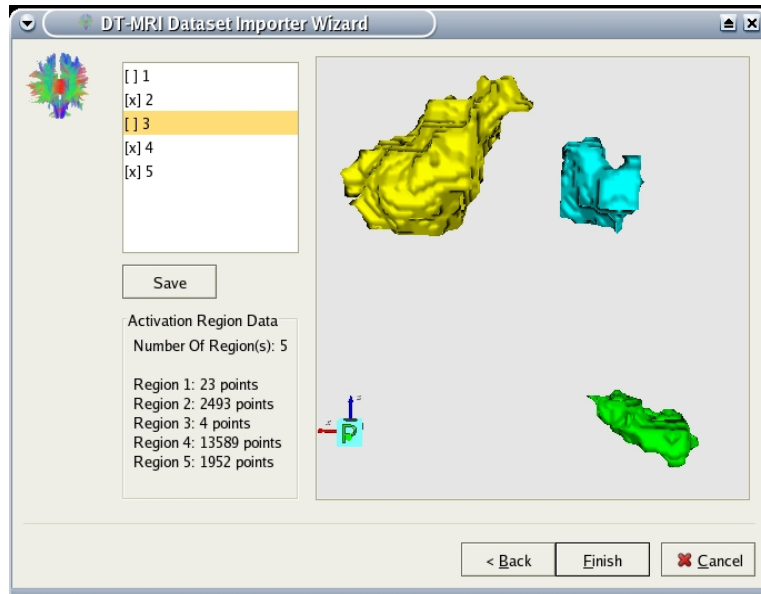 DT-MRI Dataset Importer Wizard
[ ] 1
[x] 2
[ ] 3
[x] 4
[x] 5
Save
Activation Region Data
Number Of Region(s): 5
Region 1: 23 points
Region 2: 2493 points
Region 3: 4 points
Region 4: 13589 points
Region 5: 1952 points
P
< Back
Finish
Cancel